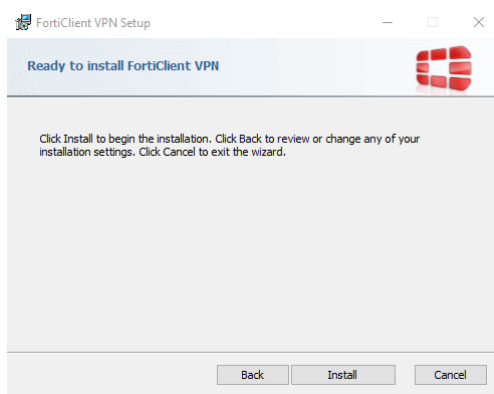 FortiClient VPN Setup
Ready to install FortiClient VPN
Click Install to begin the installation. Click Back to review or change any of your
installation settings. Click Cancel to exit the wizard.
Back Install Cancel